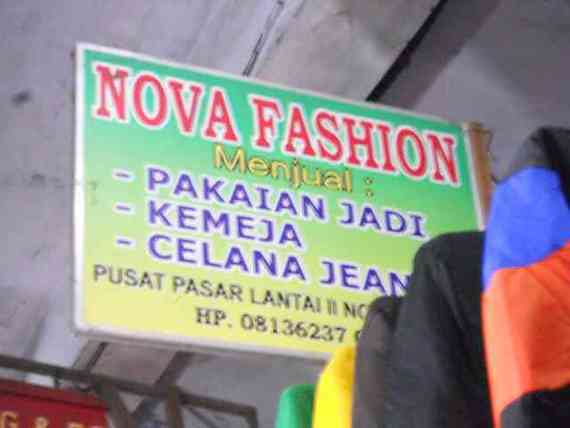 NOVA FASHION
Menjual :
- PAKAIAN JADI
- KEMEJA
- CELANA JEAN
PUSAT PASAR LANTAI II NO
HP. 08136237
G &